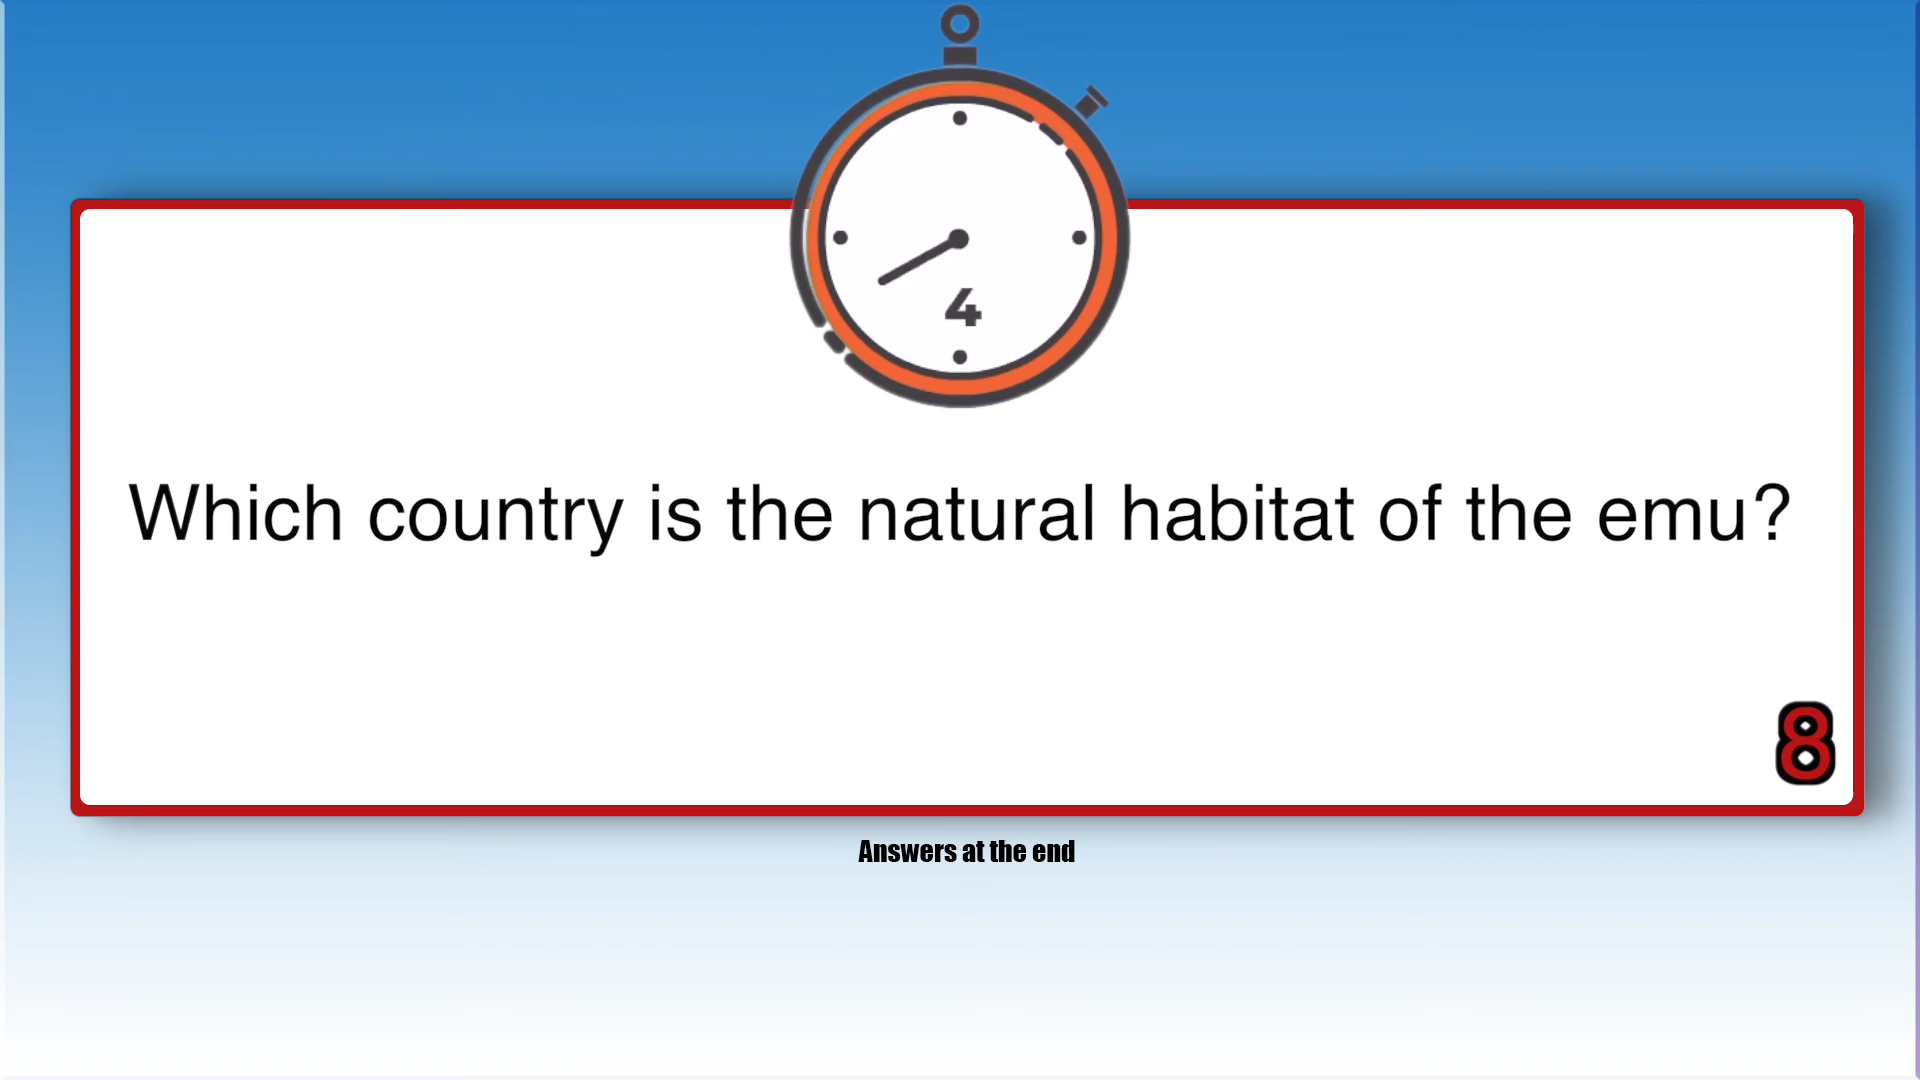 4
Which country is the natural habitat of the emu?
8
Answers at the end